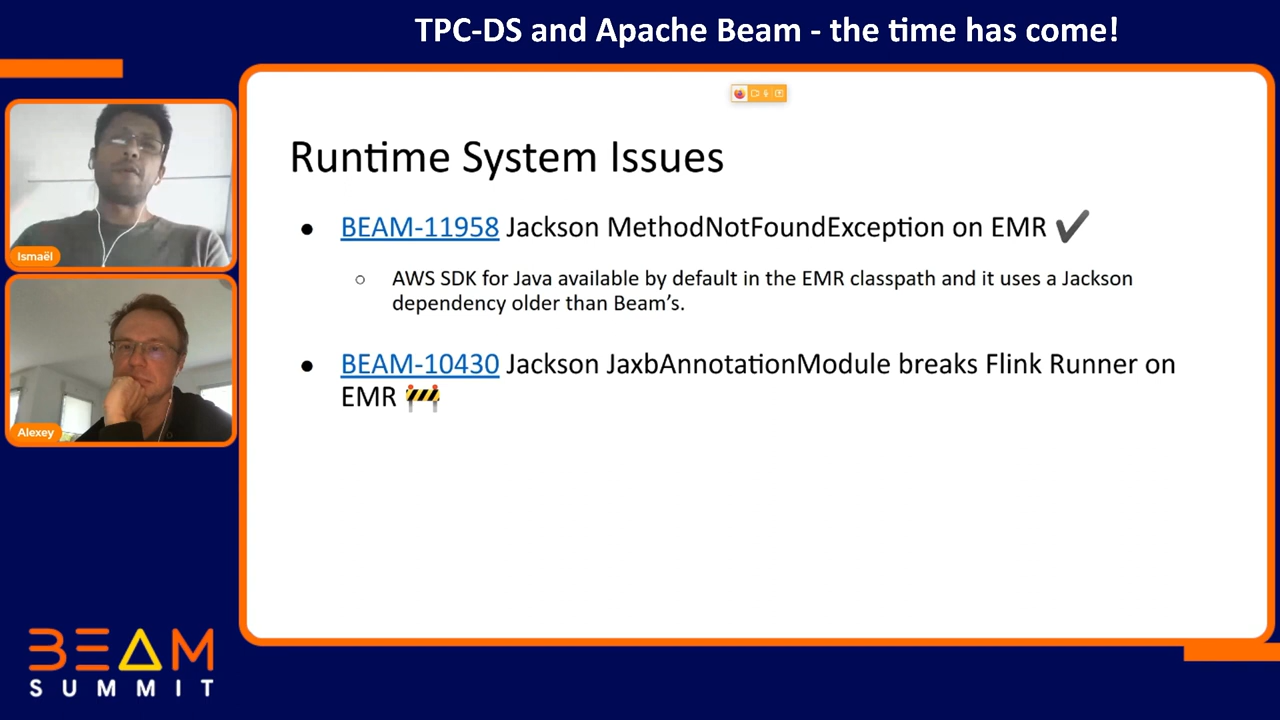 TPC-DS and Apache Beam - the time has come!
Ismaël
Alexey
Runtime System Issues
● BEAM-11958 Jackson MethodNotFoundException on EMR ✔
○ AWS SDK for Java available by default in the EMR classpath and it uses a Jackson
dependency older than Beam’s.
● BEAM-10430 Jackson JaxbAnnotationModule breaks Flink Runner on
EMR 🚧
BEAM
SUMMIT